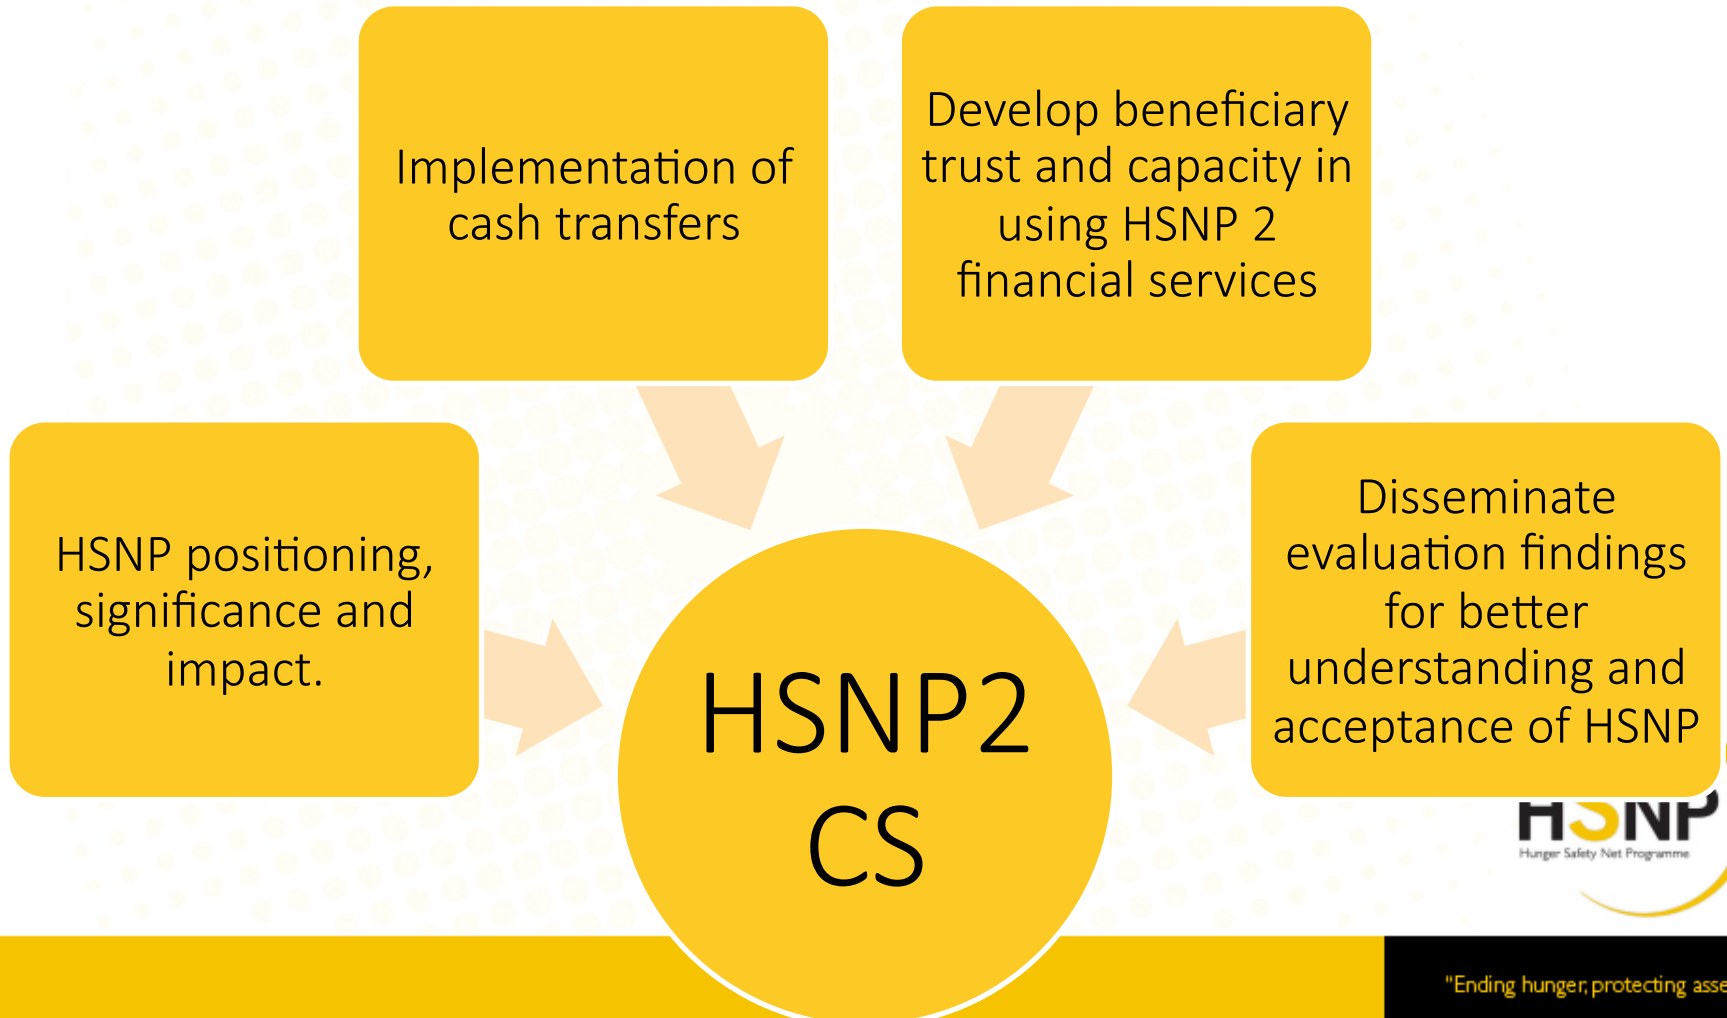 Implementation of
cash transfers
Develop beneficiary
trust and capacity in
using HSNP 2
financial services
HSNP positioning,
significance and
impact.
Disseminate
evaluation findings
for better
understanding and
acceptance of HSNP
HSNP2
CS
HSNP
Hunger Safety Net Programme
"Ending hunger, protecting asse